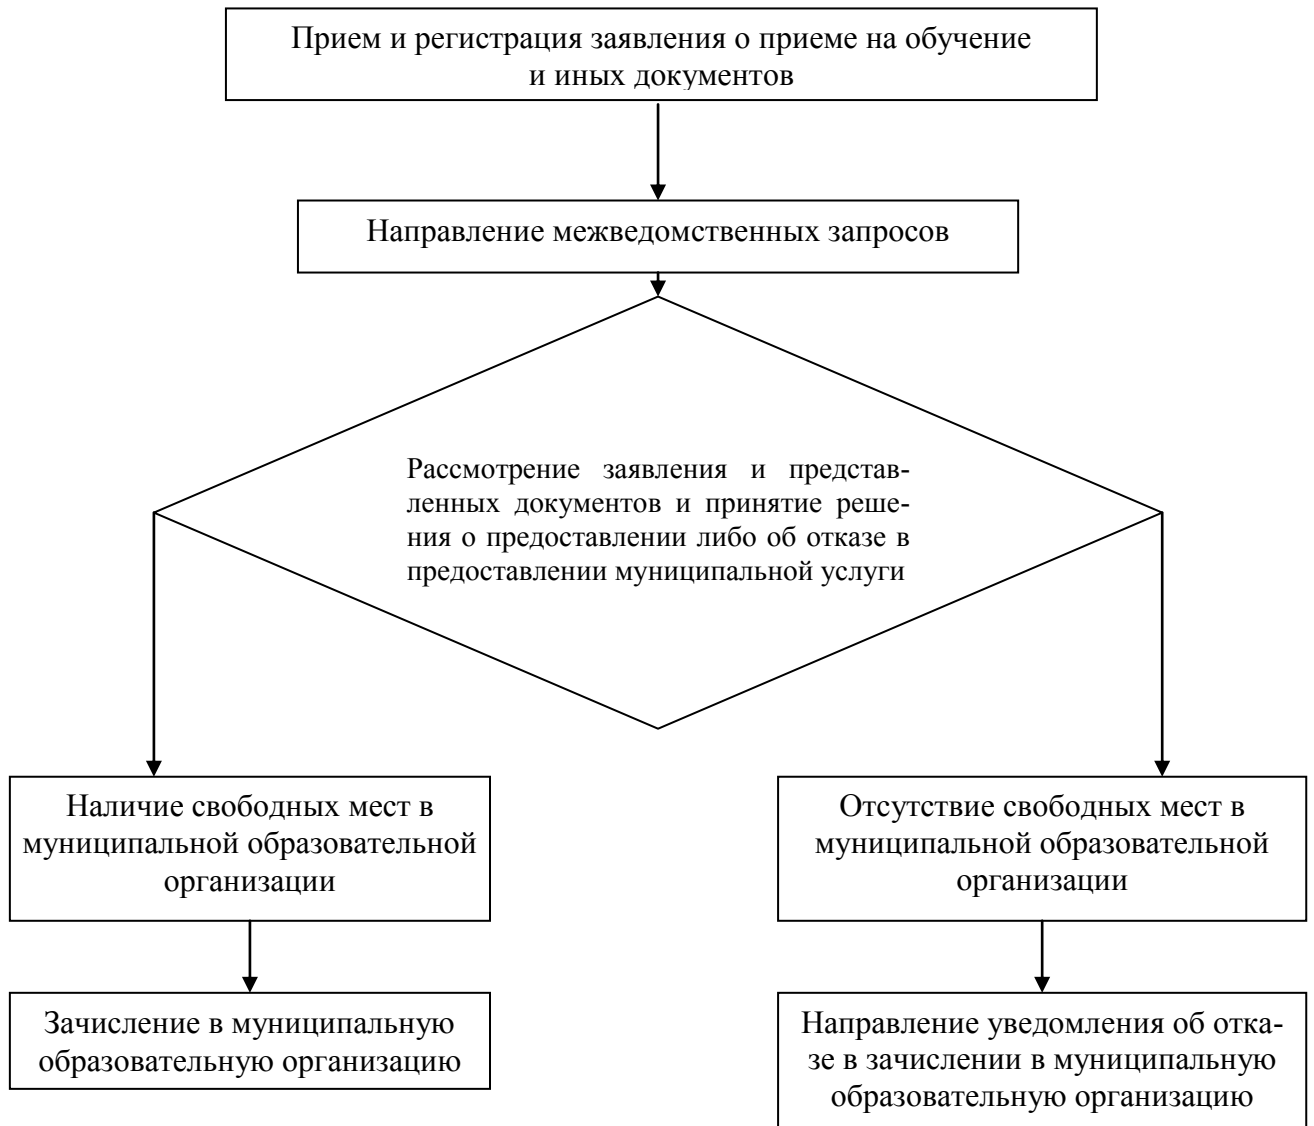 Прием и регистрация заявления о приеме на обучение
и иных документов
Направление межведомственных запросов
Рассмотрение заявления и представ-
ленных документов и принятие реше-
ния о предоставлении либо об отказе в
предоставлении муниципальной услуги
Наличие свободных мест в
муниципальной образовательной
организации
Отсутствие свободных мест в
муниципальной образовательной
организации
Зачисление в муниципальную
образовательную организацию
Направление уведомления об отка-
зе в зачислении в муниципальную
образовательную организацию